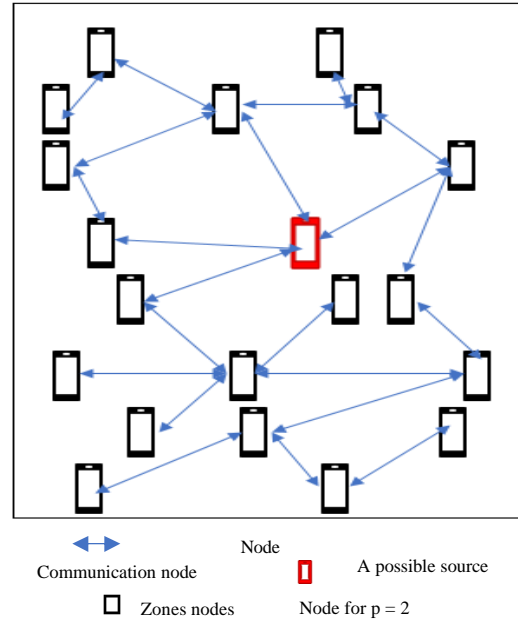 Node
Communication node
A possible source
Zones nodes
Node for p = 2